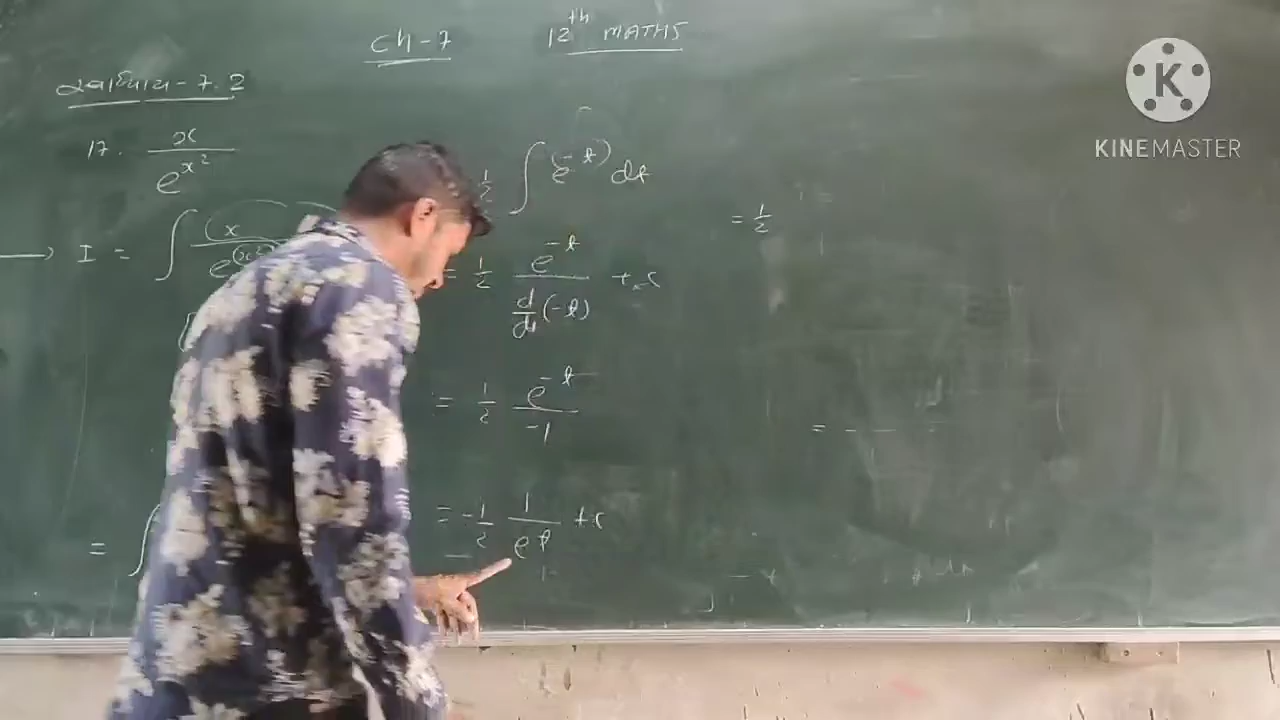 Ch-7 12th MATHS
સ્વાધ્યાય-7.2
17. x / e^x²
I = ∫ (x / e^(x²)
1/2 ∫ e^(-t) dt
= 1/2 e^-t / d/dt (-t) + c
= 1/2 e^-t / -1
= ∫
= -1/2 1/e^t + c
= 1/2
K
KINEMASTER